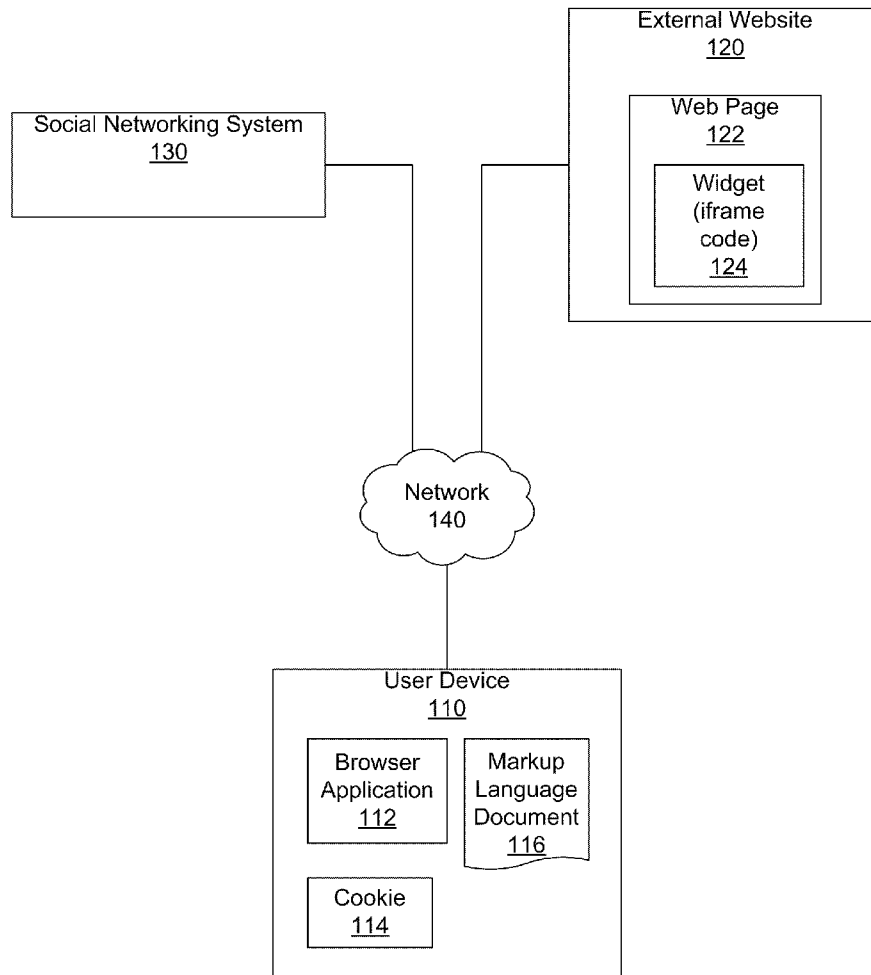 External Website
120
Web Page
122
Widget
(iframe
code)
124
Social Networking System
130
Network
140
User Device
110
Browser
Application
112
Markup
Language
Document
116
Cookie
114